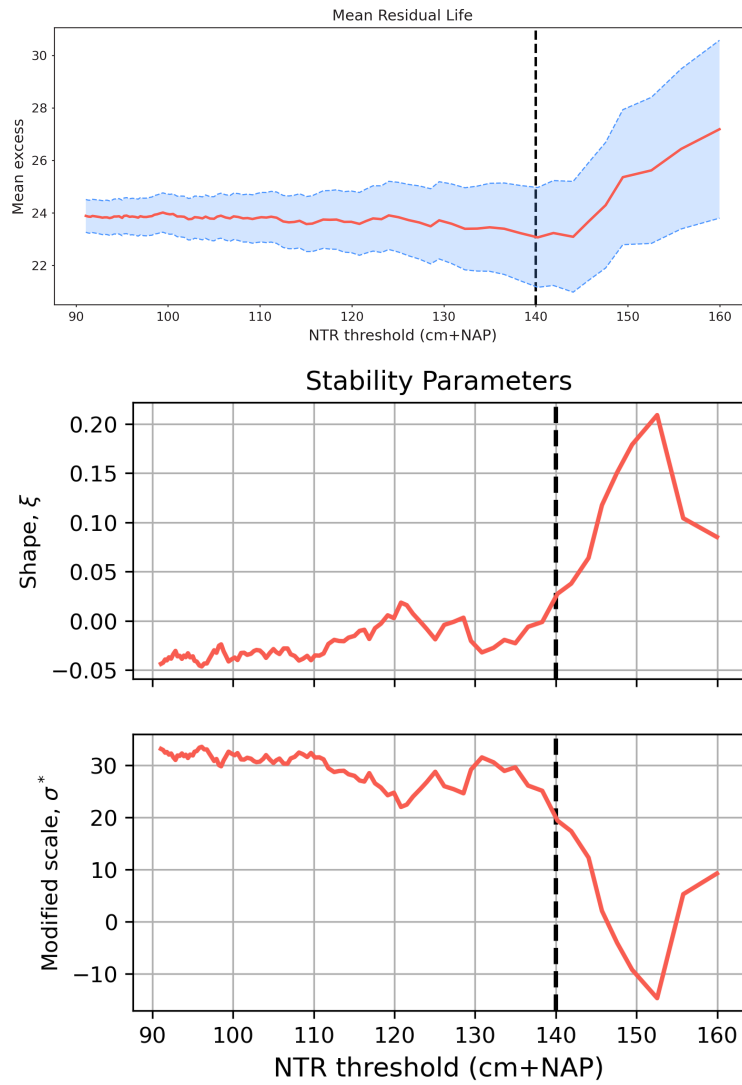 Mean Residual Life
30
28
26
24
22
Mean excess
90 100 110 120 130 140 150 160
NTR threshold (cm+NAP)
Stability Parameters
0.20
0.15
0.10
0.05
0.00
−0.05
Shape, ξ
30
20
10
0
−10
Modified scale, σ*
90 100 110 120 130 140 150 160
NTR threshold (cm+NAP)